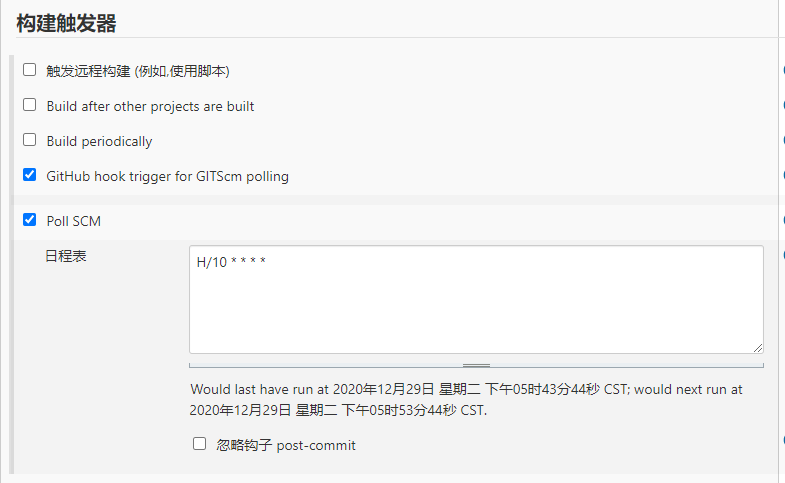 构建触发器
触发远程构建 (例如,使用脚本)
Build after other projects are built
Build periodically
GitHub hook trigger for GITScm polling
Poll SCM
日程表
H/10 * * * *
Would last have run at 2020年12月29日 星期二 下午05时43分44秒 CST; would next run at
2020年12月29日 星期二 下午05时53分44秒 CST.
忽略钩子 post-commit